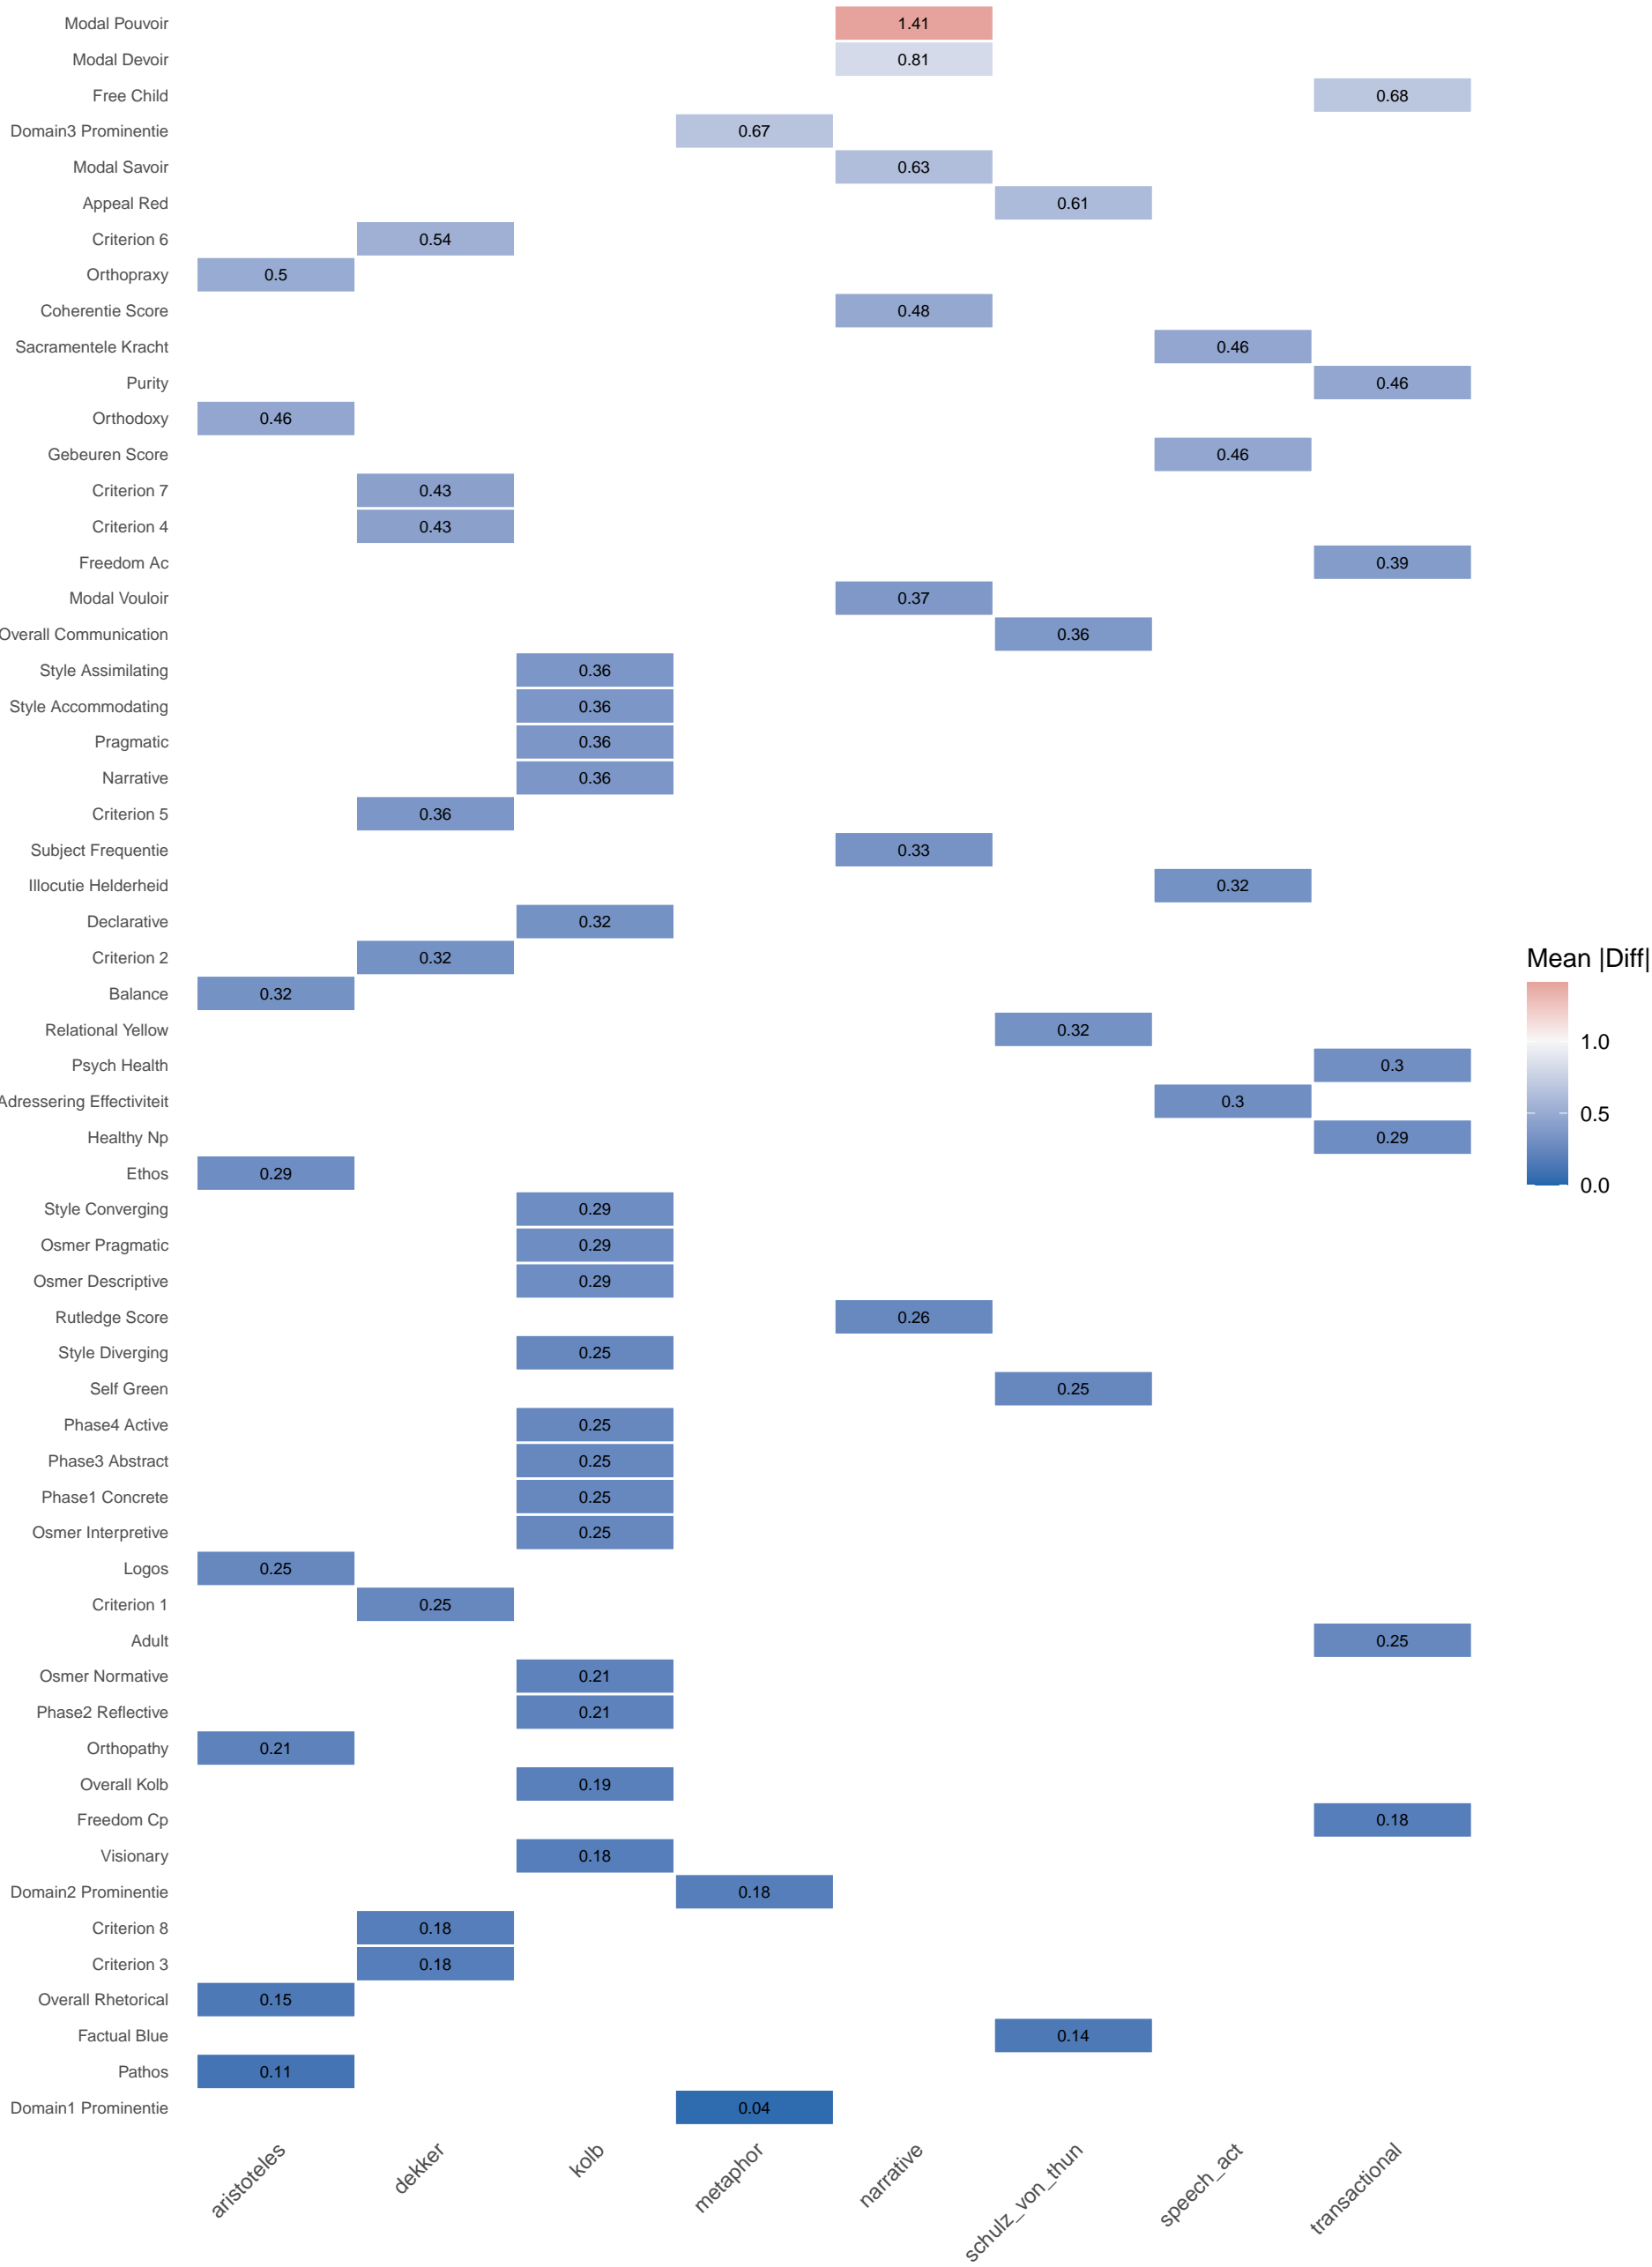 Modal Pouvoir 1.41
Modal Devoir 0.81
Free Child 0.68
Domain3 Prominentie 0.67
Modal Savoir 0.63
Appeal Red 0.61
Criterion 6 0.54
Orthopraxy 0.5
Coherentie Score 0.48
Sacramentele Kracht 0.46
Purity 0.46
Orthodoxy 0.46
Gebeuren Score 0.46
Criterion 7 0.43
Criterion 4 0.43
Freedom Ac 0.39
Modal Vouloir 0.37
Overall Communication 0.36
Style Assimilating 0.36
Style Accommodating 0.36
Pragmatic 0.36
Narrative 0.36
Criterion 5 0.36
Subject Frequentie 0.33
Illocutie Helderheid 0.32
Declarative 0.32
Criterion 2 0.32
Balance 0.32
Relational Yellow 0.32
Psych Health 0.3
Adressering Effectiviteit 0.3
Healthy Np 0.29
Ethos 0.29
Style Converging 0.29
Osmer Pragmatic 0.29
Osmer Descriptive 0.29
Rutledge Score 0.26
Style Diverging 0.25
Self Green 0.25
Phase4 Active 0.25
Phase3 Abstract 0.25
Phase1 Concrete 0.25
Osmer Interpretive 0.25
Logos 0.25
Criterion 1 0.25
Adult 0.25
Osmer Normative 0.21
Phase2 Reflective 0.21
Orthopathy 0.21
Overall Kolb 0.19
Freedom Cp 0.18
Visionary 0.18
Domain2 Prominentie 0.18
Criterion 8 0.18
Criterion 3 0.18
Overall Rhetorical 0.15
Factual Blue 0.14
Pathos 0.11
Domain1 Prominentie 0.04
aristoteles dekker kolb metaphor narrative schulz_von_thun speech_act transactional
Mean |Diff|
1.0
0.5
0.0